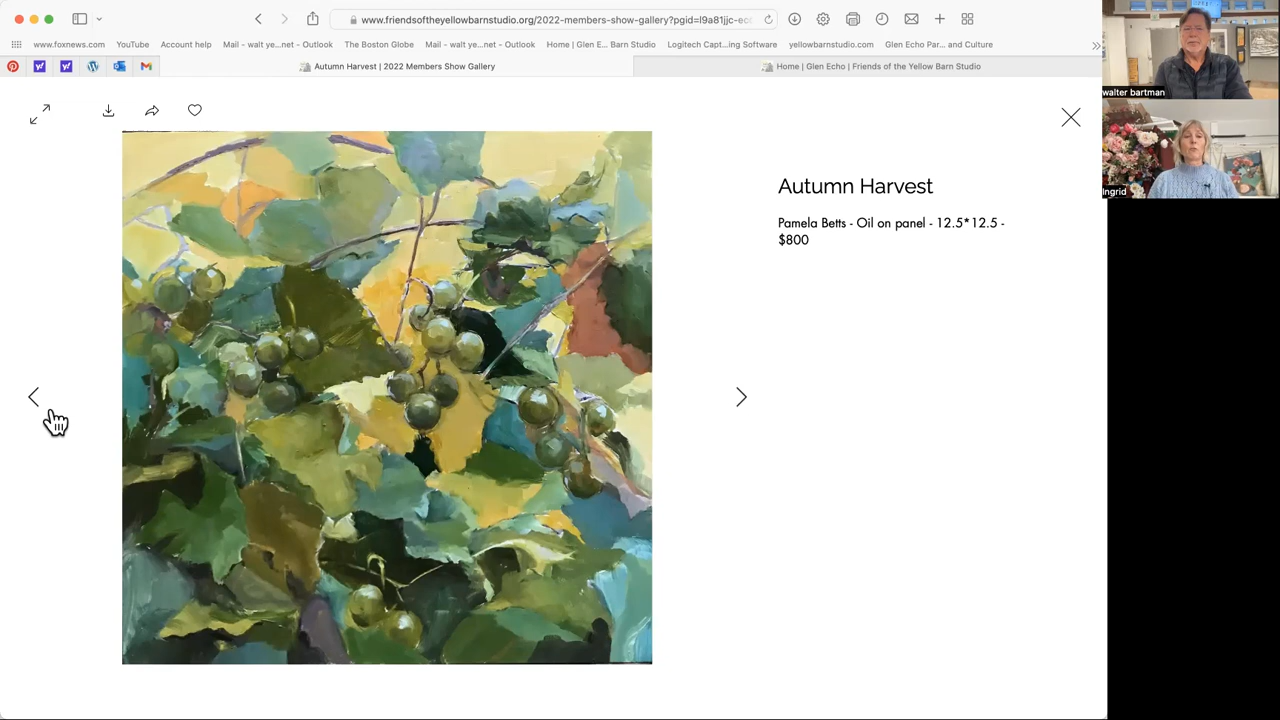 www.friendsoftheyellowbarnstudio.org/2022-members-show-gallery?pgid=l9a81jjc-
www.foxnews.com YouTube Account help Mail - walt ye...net - Outlook The Boston Globe Mail - walt ye...net - Outlook Home | Glen E... Barn Studio Logitech Capt...ing Software yellowbarnstudio.com Glen Echo Par... and Culture
Autumn Harvest | 2022 Members Show Gallery Home | Glen Echo | Friends of the Yellow Barn Studio
walter bartman
Ingrid
Autumn Harvest
Pamela Betts - Oil on panel - 12.5*12.5 -
$800